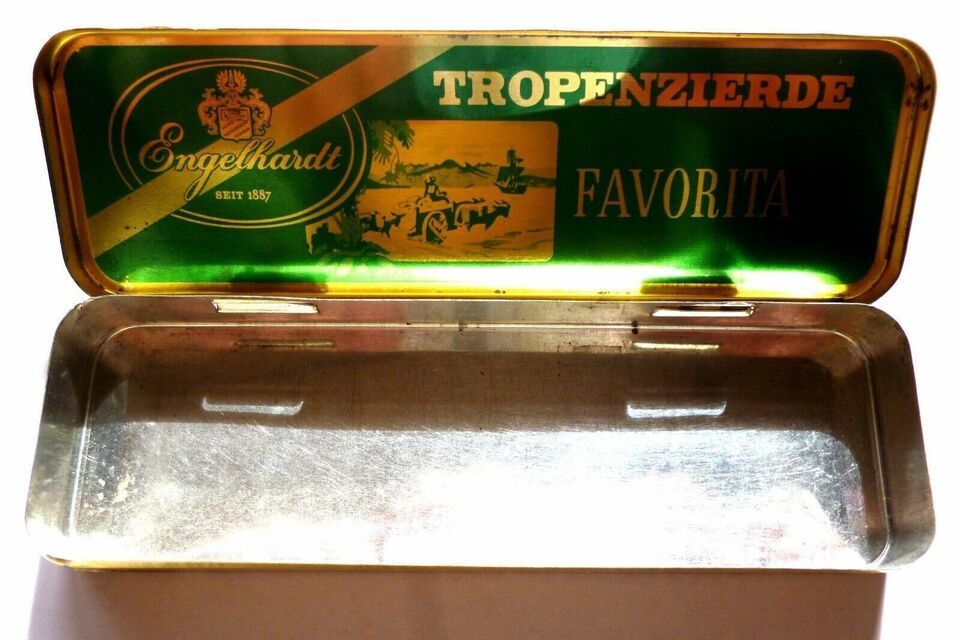 Engelhardt
SEIT 1887
TROPENZIERDE
FAVORITA